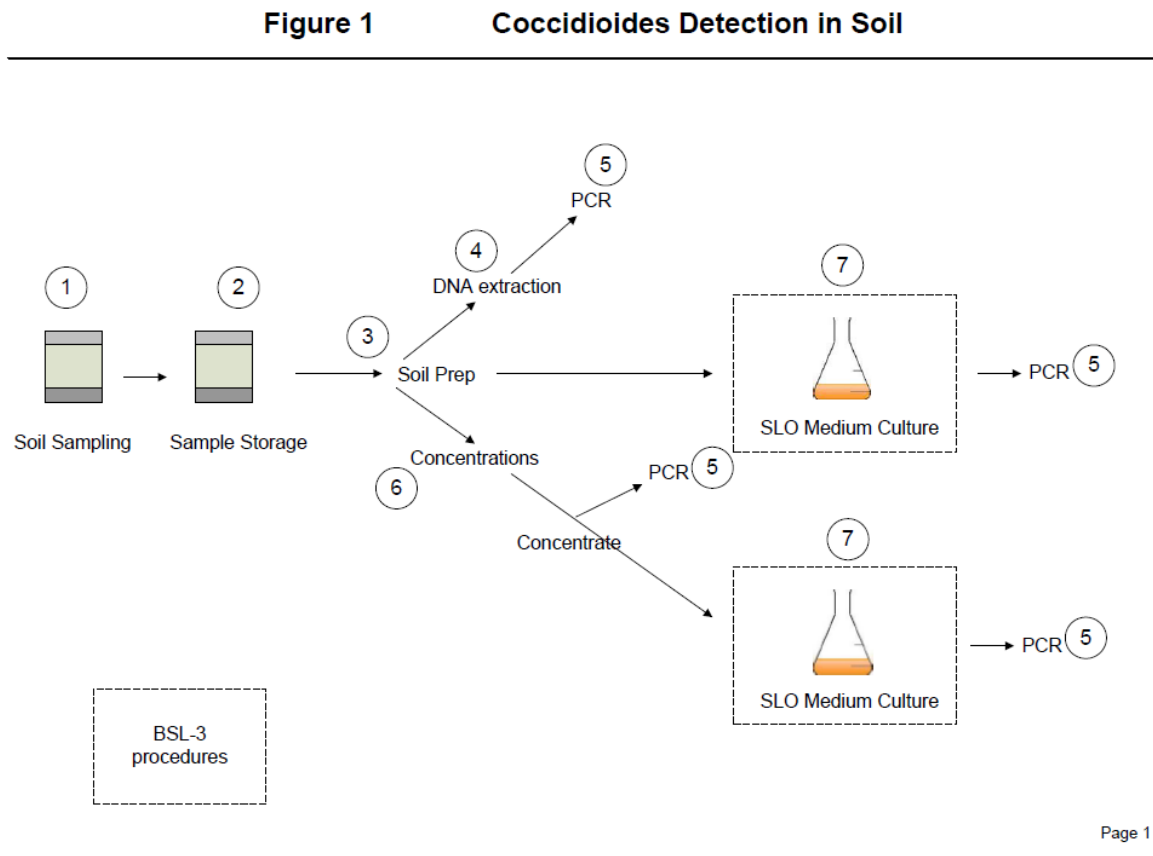 Figure 1 Coccidioides Detection in Soil
5
PCR
4
DNA extraction
1
2
3
7
Soil Prep
PCR 5
Soil Sampling
Sample Storage
SLO Medium Culture
Concentrations
6
PCR 5
Concentrate
7
PCR 5
SLO Medium Culture
BSL-3
procedures
Page 1